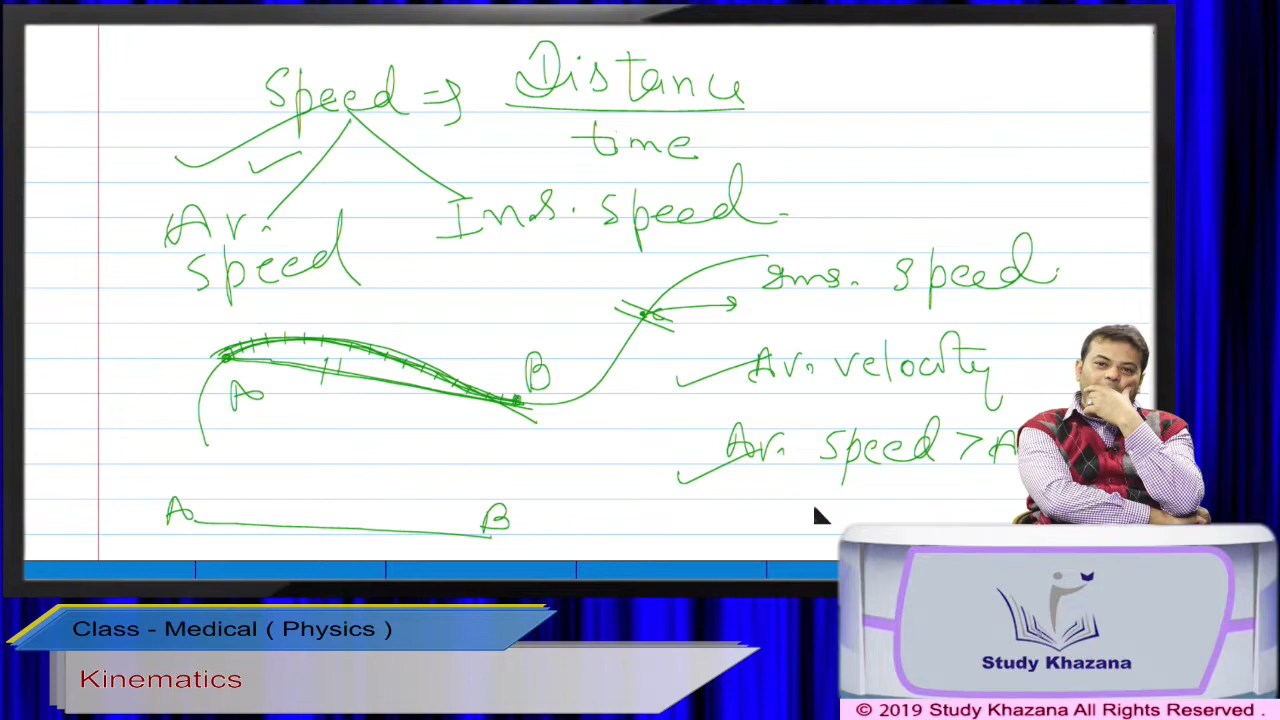 Speed ⇒ Distance
time
Av. speed
Ins. speed.
Ins. speed.
A
B
Av. velocity
Av. speed > A
A
B
Class - Medical ( Physics )
Kinematics
Study Khazana
© 2019 Study Khazana All Rights Reserved .